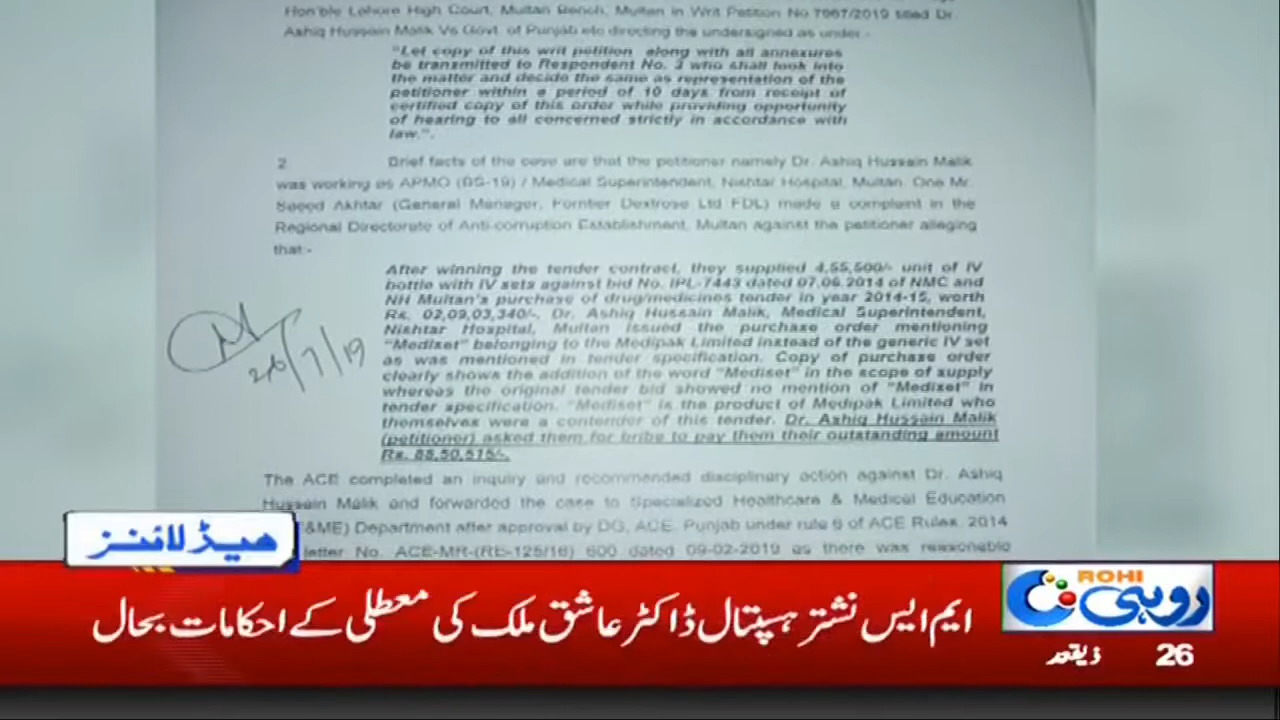 Hon'ble Lahore High Court, Multan Bench, Multan in Writ Petition No 7967/2019 titled Dr.
Ashiq Hussain Malik Vs Govt. of Punjab etc directing the undersigned as under:-
"Let copy of this writ petition along with all annexures
be transmitted to Respondent No. 3 who shall look into
the matter and decide the same as representation of the
petitioner within a period of 10 days from receipt of
certified copy of this order while providing opportunity
of hearing to all concerned strictly in accordance with
law.".
2 Brief facts of the case are that the petitioner namely Dr. Ashiq Hussain Malik
was working as APMO (BS-19) / Medical Superintendent, Nishtar Hospital, Multan. One Mr.
Saeed Akhtar (General Manager, Forntier Dextrose Ltd FDL) made a complaint in the
Regional Directorate of Anti-corruption Establishment, Multan against the petitioner alleging
that:-
After winning the tender contract, they supplied 4,55,500/- unit of IV
bottle with IV sets against bid No. IPL-7443 dated 07.06.2014 of NMC and
NH Multan's purchase of drug/medicines tender in year 2014-15, worth
Rs. 02,09,03,340/-. Dr. Ashiq Hussain Malik, Medical Superintendent,
Nishtar Hospital, Multan issued the purchase order mentioning
"Mediset" belonging to the Medipak Limited instead of the generic IV set
as was mentioned in tender specification. Copy of purchase order
clearly shows the addition of the word "Mediset" in the scope of supply
whereas the original tender bid showed no mention of "Mediset" in
tender specification. "Mediset" is the product of Medipak Limited who
themselves were a contender of this tender. Dr. Ashiq Hussain Malik
(petitioner) asked them for bribe to pay them their outstanding amount
Rs. 88,50,515/-.
26/7/19
The ACE completed an inquiry and recommended disciplinary action against Dr. Ashiq
Hussain Malik and forwarded the case to Specialized Healthcare & Medical Education
&ME) Department after approval by DG, ACE, Punjab under rule 6 of ACE Rules, 2014
letter No. ACE-MR-(RE-125/16) 600 dated 09-02-2019 as there was reasonable
ہیڈلائنز
ایم ایس نشتر ہسپتال ڈاکٹر عاشق ملک کی معطلی کے احکامات بحال
ROHI
روہی
26 ذیقعد